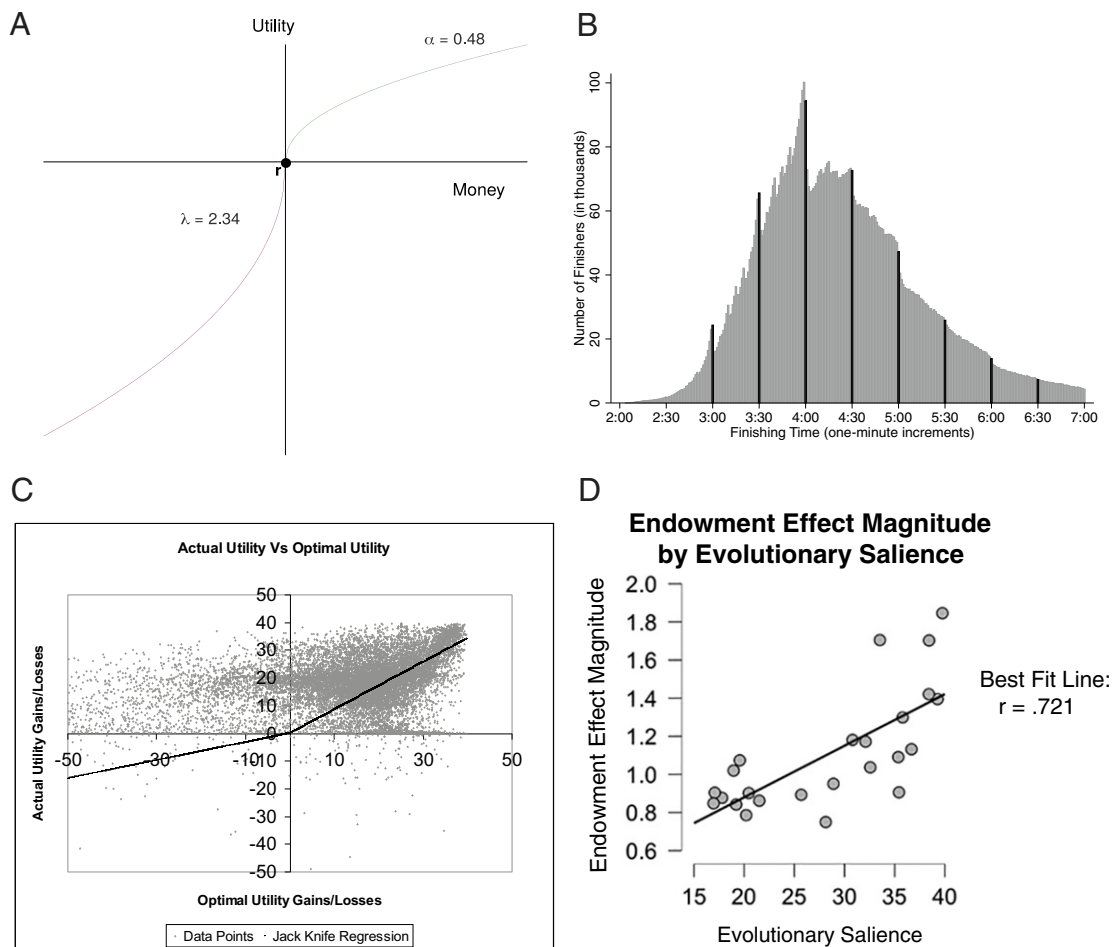 A
Utility
α = 0.48
r
Money
λ = 2.34
B
Number of Finishers (in thousands)
100
80
60
40
20
0
2:00 2:30 3:00 3:30 4:00 4:30 5:00 5:30 6:00 6:30 7:00
Finishing Time (one-minute increments)
C
Actual Utility Vs Optimal Utility
Actual Utility Gains/Losses
50
40
30
20
10
0
-50 -30 -10 10 30 50
-10
-20
-30
-40
-50
Optimal Utility Gains/Losses
Data Points Jack Knife Regression
D
Endowment Effect Magnitude
by Evolutionary Salience
Endowment Effect Magnitude
2.0
1.8
1.6
1.4
1.2
1.0
0.8
0.6
15 20 25 30 35 40
Evolutionary Salience
Best Fit Line:
r = .721